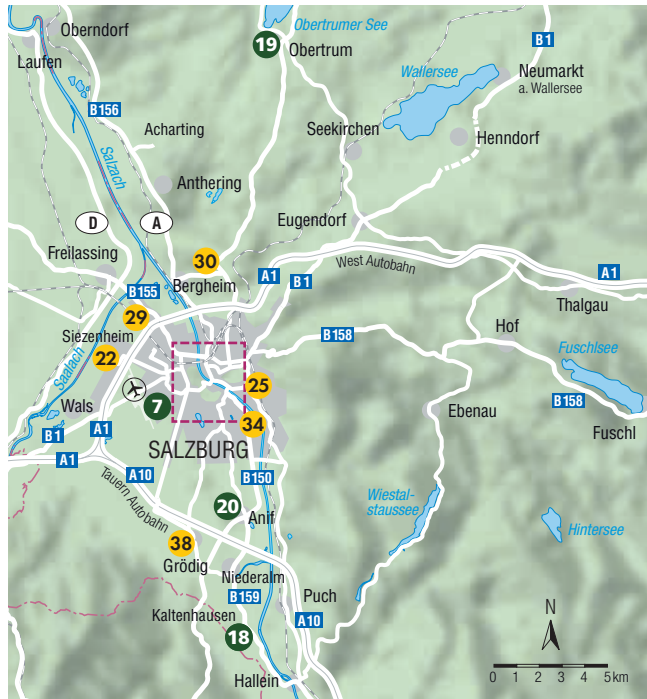 Obertrumer See
Oberndorf
19
Obertrum
B1
Laufen
Wallersee
Neumarkt
a. Wallersee
B156
Acharting
Seekirchen
Henndorf
Salzach
Anthering
D
A
Eugendorf
Freilassing
30
Bergheim
A1
B1
West Autobahn
A1
B155
Thalgau
29
Siezenheim
B158
Hof
Fuschlsee
22
Saalach
25
Wals
7
Ebenau
B158
B1
A1
34
Fuschl
SALZBURG
A1
A10
B150
Tauern Autobahn
20
Anif
Wiestal-
staussee
Hintersee
38
Grödig
Niederalm
Puch
B159
N
Kaltenhausen
A10
18
Hallein
0 1 2 3 4 5km